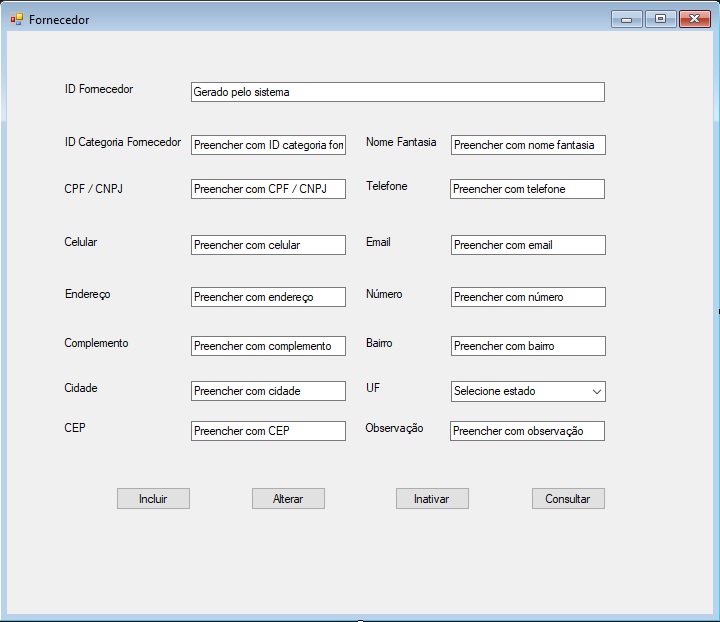 Fornecedor
ID Fornecedor Gerado pelo sistema
ID Categoria Fornecedor Preencher com ID categoria for Nome Fantasia Preencher com nome fantasia
CPF / CNPJ Preencher com CPF / CNPJ Telefone Preencher com telefone
Celular Preencher com celular Email Preencher com email
Endereço Preencher com endereço Número Preencher com número
Complemento Preencher com complemento Bairro Preencher com bairro
Cidade Preencher com cidade UF Selecione estado
CEP Preencher com CEP Observação Preencher com observação
Incluir Alterar Inativar Consultar